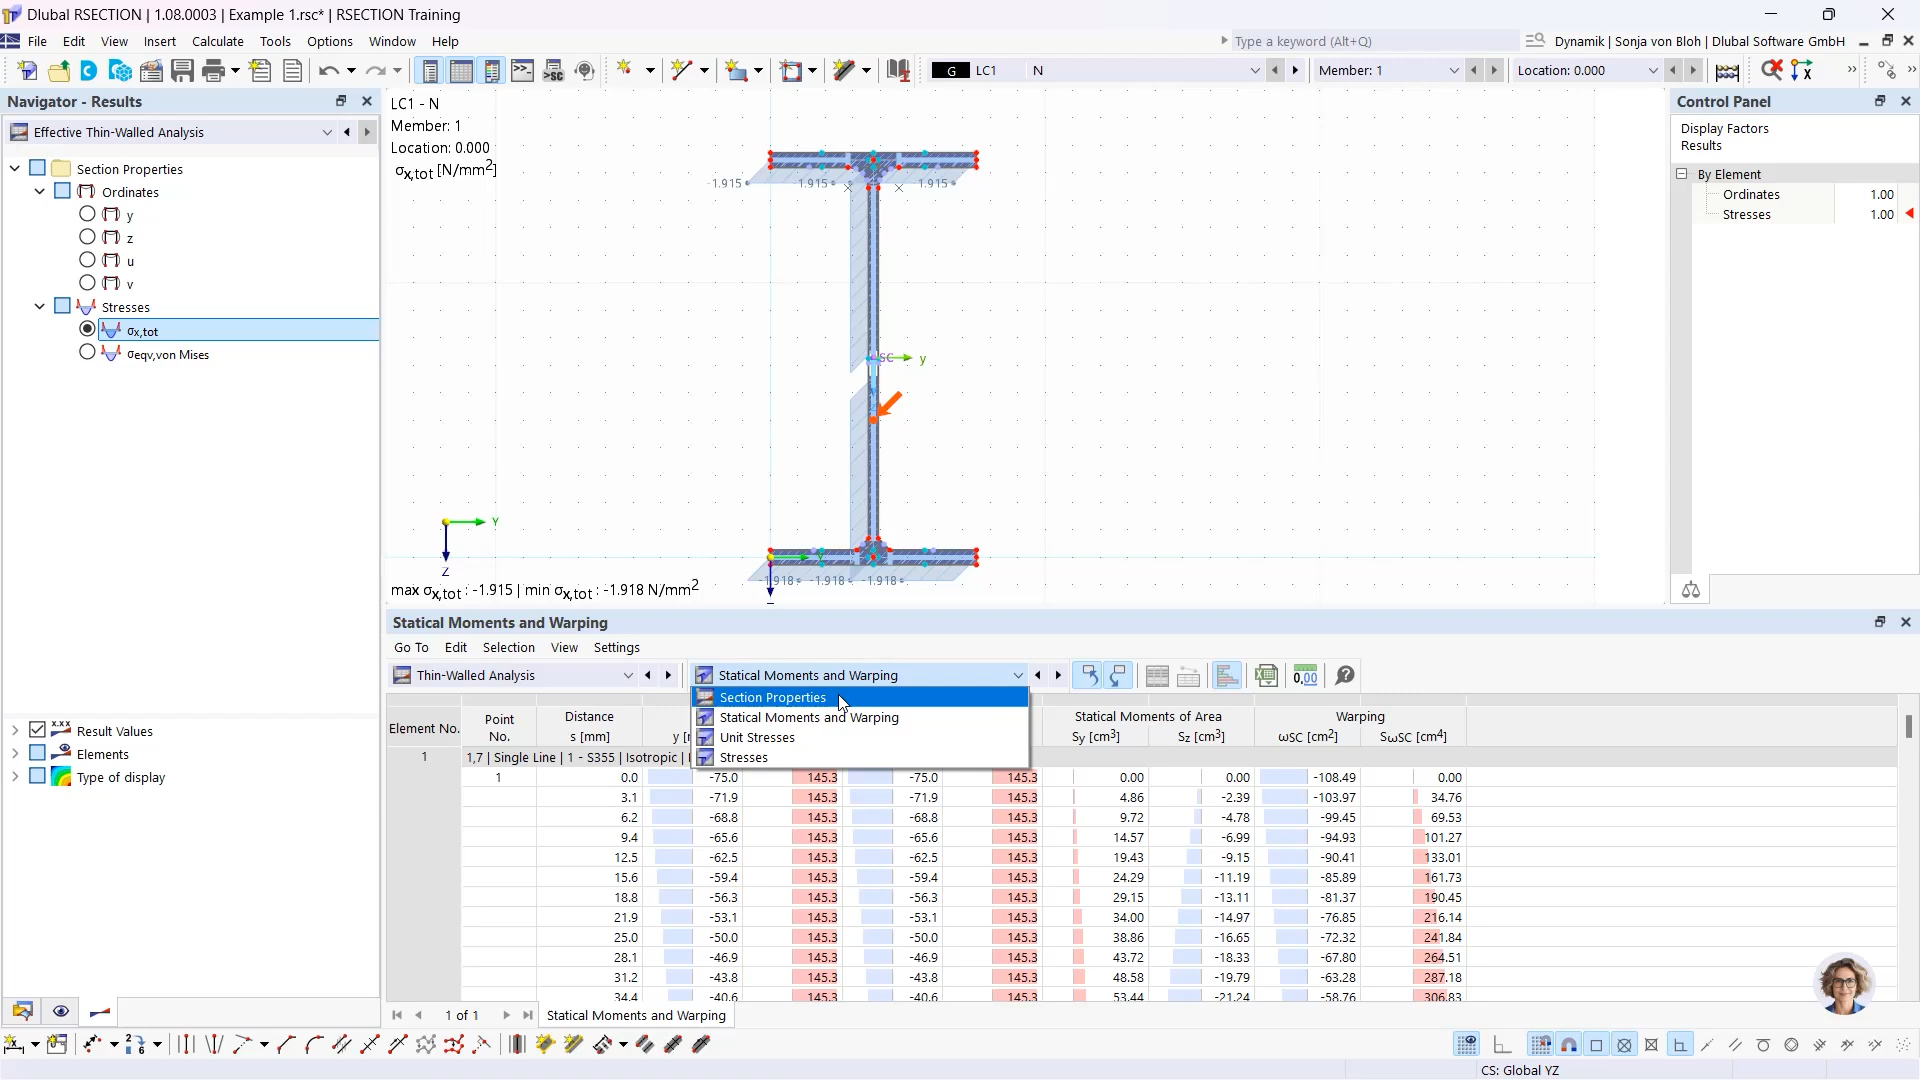 Dlubal RSECTION | 1.08.0003 | Example 1.rsc* | RSECTION Training
File Edit View Insert Calculate Tools Options Window Help
Type a keyword (Alt+Q)
Dynamik | Sonja von Bloh | Dlubal Software GmbH
G LC1 N Member: 1 Location: 0.000
Navigator - Results
Effective Thin-Walled Analysis
Section Properties
Ordinates
y
z
u
v
Stresses
σx,tot
σeqv,von Mises
Result Values
Elements
Type of display
LC1 - N
Member: 1
Location: 0.000
σx,tot [N/mm2]
-1.915 -1.915 -1.915
SC y
Y
Z
-1.918 -1.918 -1.918
max σx,tot : -1.915 | min σx,tot : -1.918 N/mm2
Control Panel
Display Factors
Results
By Element
Ordinates 1.00
Stresses 1.00
Statical Moments and Warping
Go To Edit Selection View Settings
Thin-Walled Analysis
Statical Moments and Warping
Section Properties
Statical Moments and Warping
Unit Stresses
Stresses
Element No. Point Distance Statical Moments of Area Warping
No. s [mm] Sy [cm3] Sz [cm3] ωSC [cm2] SωSC [cm4]
1 1,7 | Single Line | 1 - S355 | Isotropic |
1 0.0 -75.0 145.3 -75.0 145.3 0.00 0.00 -108.49 0.00
3.1 -71.9 145.3 -71.9 145.3 4.86 -2.39 -103.97 34.76
6.2 -68.8 145.3 -68.8 145.3 9.72 -4.78 -99.45 69.53
9.4 -65.6 145.3 -65.6 145.3 14.57 -6.99 -94.93 101.27
12.5 -62.5 145.3 -62.5 145.3 19.43 -9.15 -90.41 133.01
15.6 -59.4 145.3 -59.4 145.3 24.29 -11.19 -85.89 161.73
18.8 -56.3 145.3 -56.3 145.3 29.15 -13.11 -81.37 190.45
21.9 -53.1 145.3 -53.1 145.3 34.00 -14.97 -76.85 216.14
25.0 -50.0 145.3 -50.0 145.3 38.86 -16.65 -72.32 241.84
28.1 -46.9 145.3 -46.9 145.3 43.72 -18.33 -67.80 264.51
31.2 -43.8 145.3 -43.8 145.3 48.58 -19.79 -63.28 287.18
34.4 -40.6 145.3 -40.6 145.3 53.44 -21.24 -58.76 306.83
1 of 1 Statical Moments and Warping
CS: Global YZ